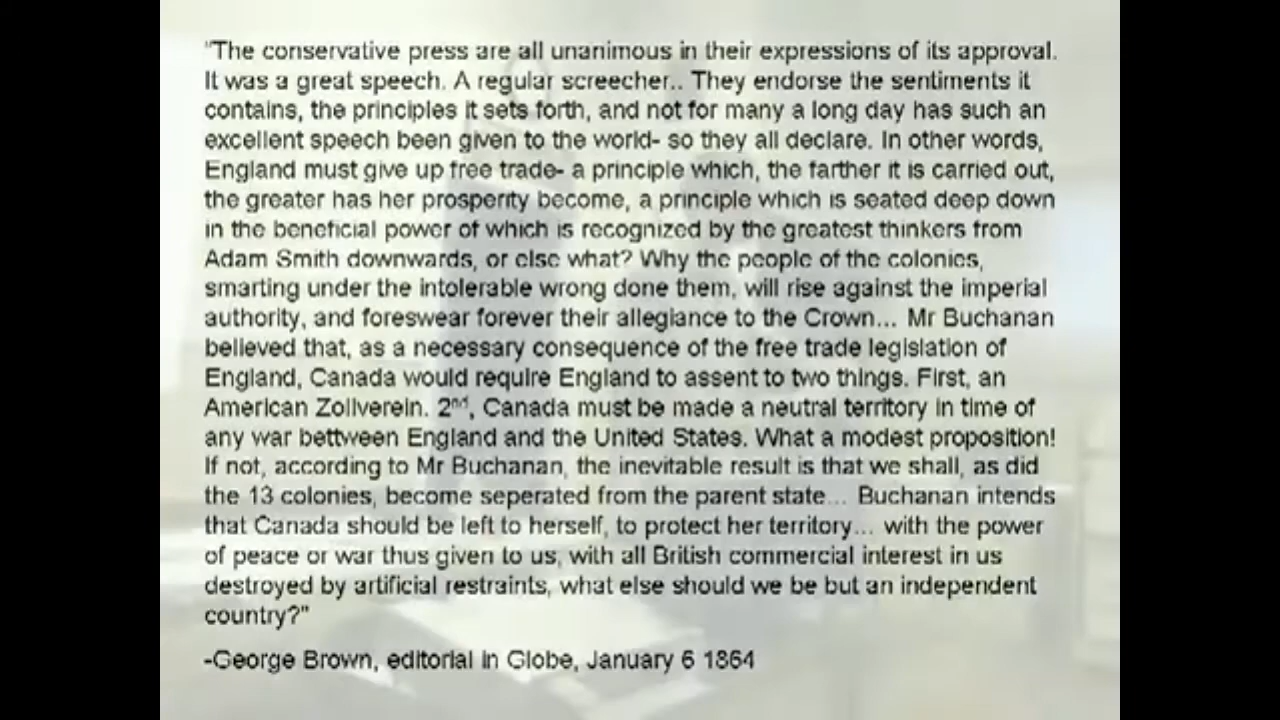 "The conservative press are all unanimous in their expressions of its approval.
It was a great speech. A regular screecher.. They endorse the sentiments it
contains, the principles it sets forth, and not for many a long day has such an
excellent speech been given to the world- so they all declare. In other words,
England must give up free trade- a principle which, the farther it is carried out,
the greater has her prosperity become, a principle which is seated deep down
in the beneficial power of which is recognized by the greatest thinkers from
Adam Smith downwards, or else what? Why the people of the colonies,
smarting under the intolerable wrong done them, will rise against the imperial
authority, and foreswear forever their allegiance to the Crown... Mr Buchanan
believed that, as a necessary consequence of the free trade legislation of
England, Canada would require England to assent to two things. First, an
American Zollverein. 2nd, Canada must be made a neutral territory in time of
any war bettween England and the United States. What a modest proposition!
If not, according to Mr Buchanan, the inevitable result is that we shall, as did
the 13 colonies, become seperated from the parent state... Buchanan intends
that Canada should be left to herself, to protect her territory... with the power
of peace or war thus given to us, with all British commercial interest in us
destroyed by artificial restraints, what else should we be but an independent
country?"
-George Brown, editorial in Globe, January 6 1864